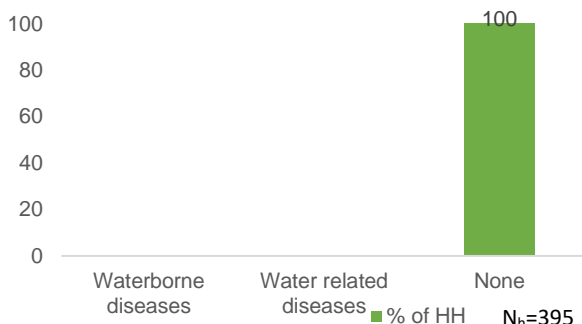 100
100
80
60
40
20
0
Waterborne diseases
Water related diseases
None
% of HH
Nh=395